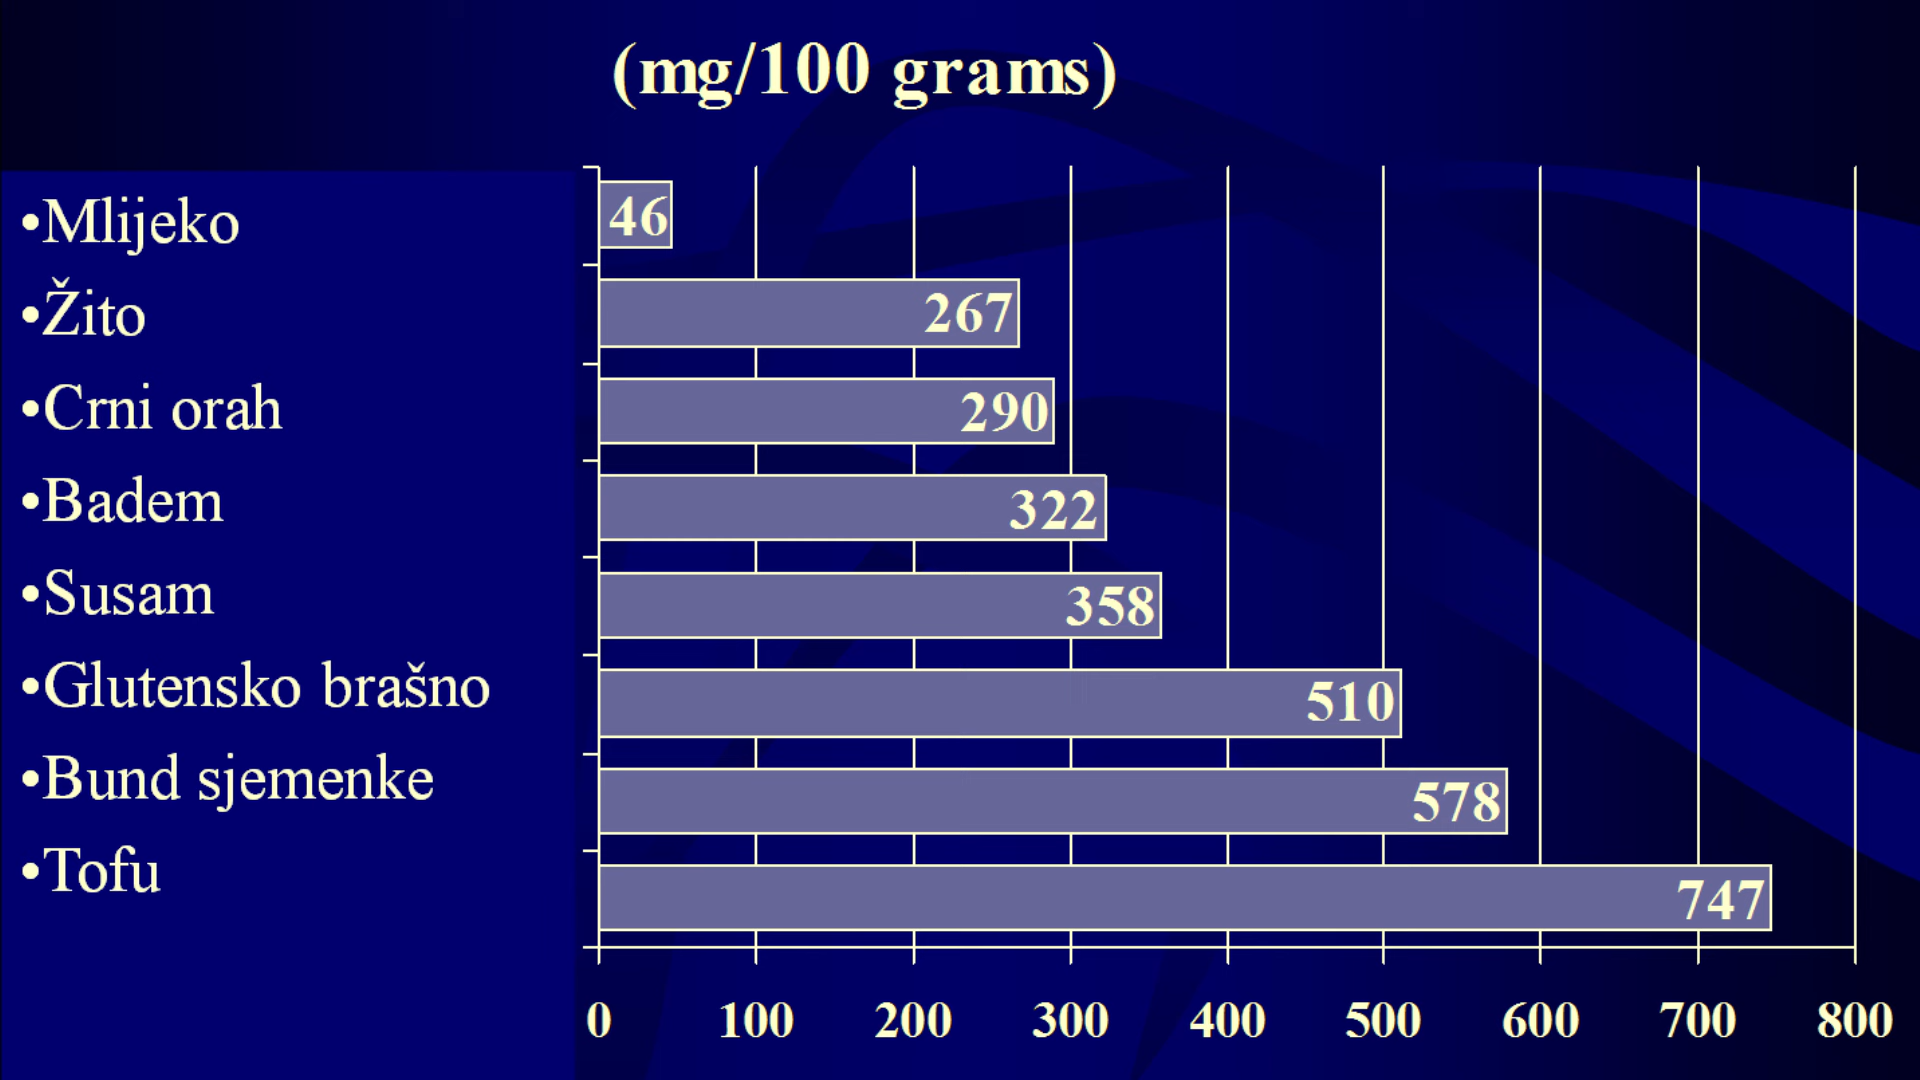 (mg/100 grams)
•Mlijeko
•Žito
•Crni orah
•Badem
•Susam
•Glutensko brašno
•Bund sjemenke
•Tofu
46
267
290
322
358
510
578
747
0 100 200 300 400 500 600 700 800